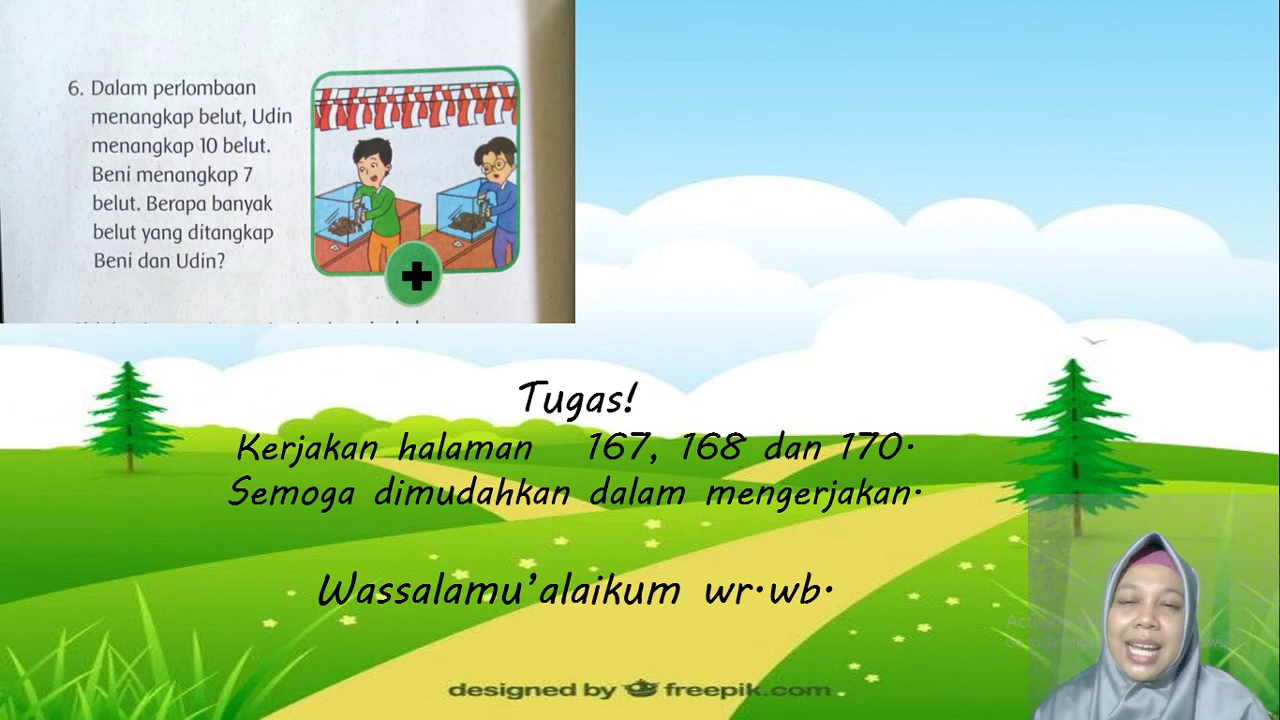 6. Dalam perlombaan
menangkap belut, Udin
menangkap 10 belut.
Beni menangkap 7
belut. Berapa banyak
belut yang ditangkap
Beni dan Udin?
Tugas!
Kerjakan halaman 167, 168 dan 170.
Semoga dimudahkan dalam mengerjakan.
Wassalamu'alaikum wr.wb.
designed by freepik.com